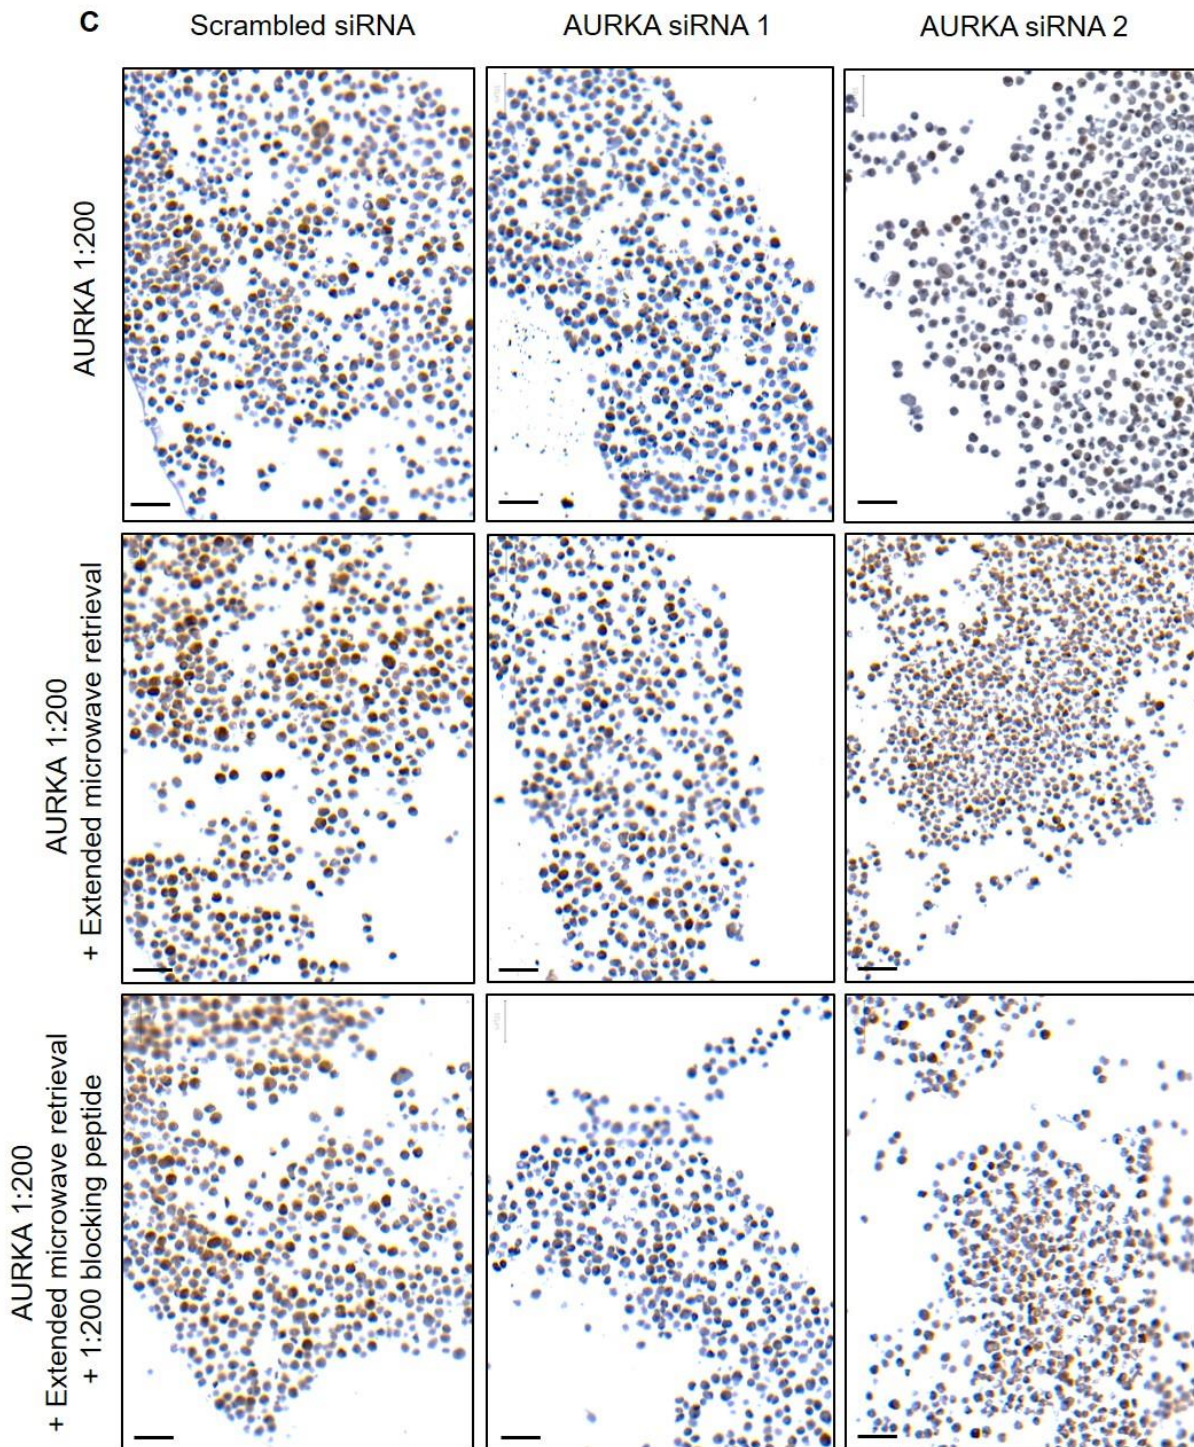 C
Scrambled siRNA
AURKA siRNA 1
AURKA siRNA 2
AURKA 1:200
AURKA 1:200
+ Extended microwave retrieval
AURKA 1:200
+ Extended microwave retrieval
+ 1:200 blocking peptide